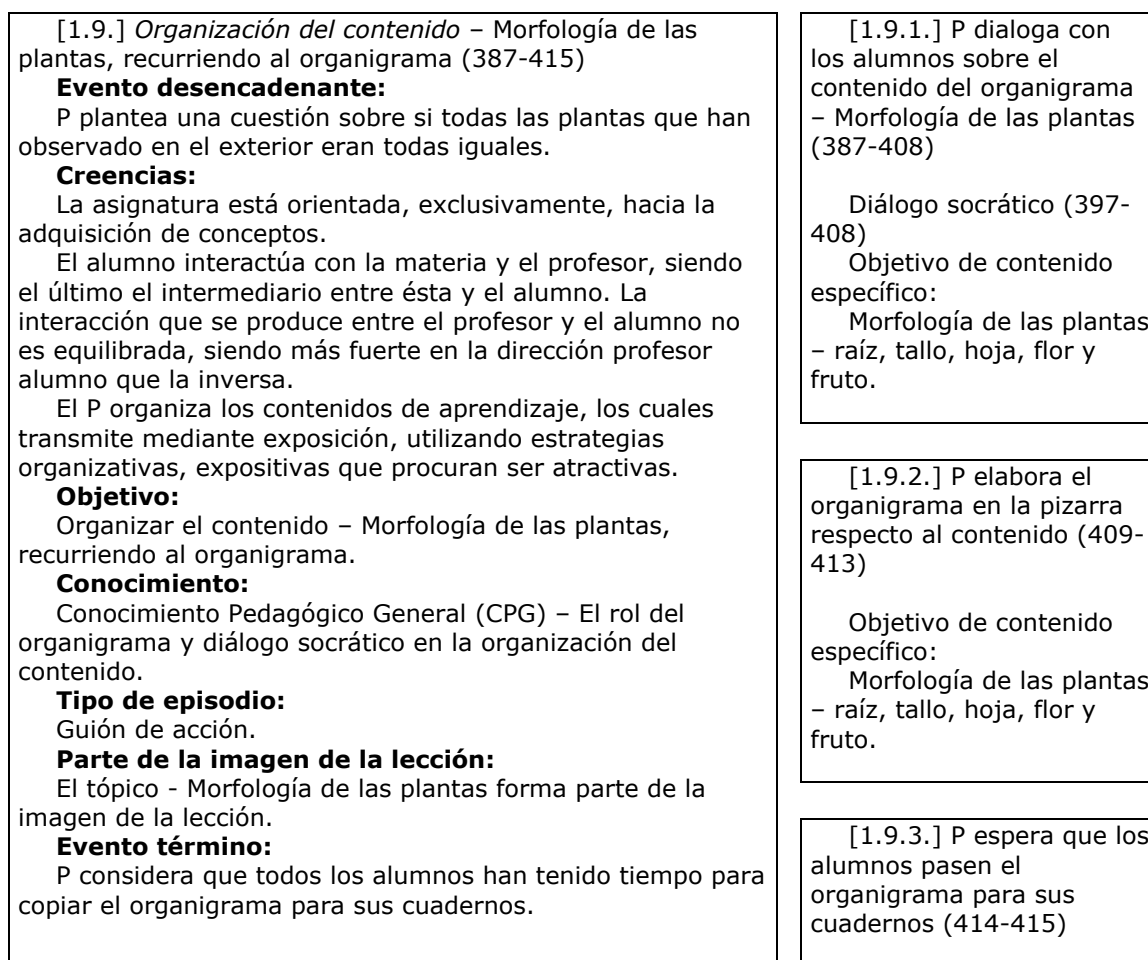 [1.9.] Organización del contenido – Morfología de las
plantas, recurriendo al organigrama (387-415)
Evento desencadenante:
P plantea una cuestión sobre si todas las plantas que han
observado en el exterior eran todas iguales.
Creencias:
La asignatura está orientada, exclusivamente, hacia la
adquisición de conceptos.
El alumno interactúa con la materia y el profesor, siendo
el último el intermediario entre ésta y el alumno. La
interacción que se produce entre el profesor y el alumno no
es equilibrada, siendo más fuerte en la dirección profesor
alumno que la inversa.
El P organiza los contenidos de aprendizaje, los cuales
transmite mediante exposición, utilizando estrategias
organizativas, expositivas que procuran ser atractivas.
Objetivo:
Organizar el contenido – Morfología de las plantas,
recurriendo al organigrama.
Conocimiento:
Conocimiento Pedagógico General (CPG) – El rol del
organigrama y diálogo socrático en la organización del
contenido.
Tipo de episodio:
Guión de acción.
Parte de la imagen de la lección:
El tópico - Morfología de las plantas forma parte de la
imagen de la lección.
Evento término:
P considera que todos los alumnos han tenido tiempo para
copiar el organigrama para sus cuadernos.
[1.9.1.] P dialoga con
los alumnos sobre el
contenido del organigrama
– Morfología de las plantas
(387-408)
Diálogo socrático (397-
408)
Objetivo de contenido
específico:
Morfología de las plantas
– raíz, tallo, hoja, flor y
fruto.
[1.9.2.] P elabora el
organigrama en la pizarra
respecto al contenido (409-
413)
Objetivo de contenido
específico:
Morfología de las plantas
– raíz, tallo, hoja, flor y
fruto.
[1.9.3.] P espera que los
alumnos pasen el
organigrama para sus
cuadernos (414-415)